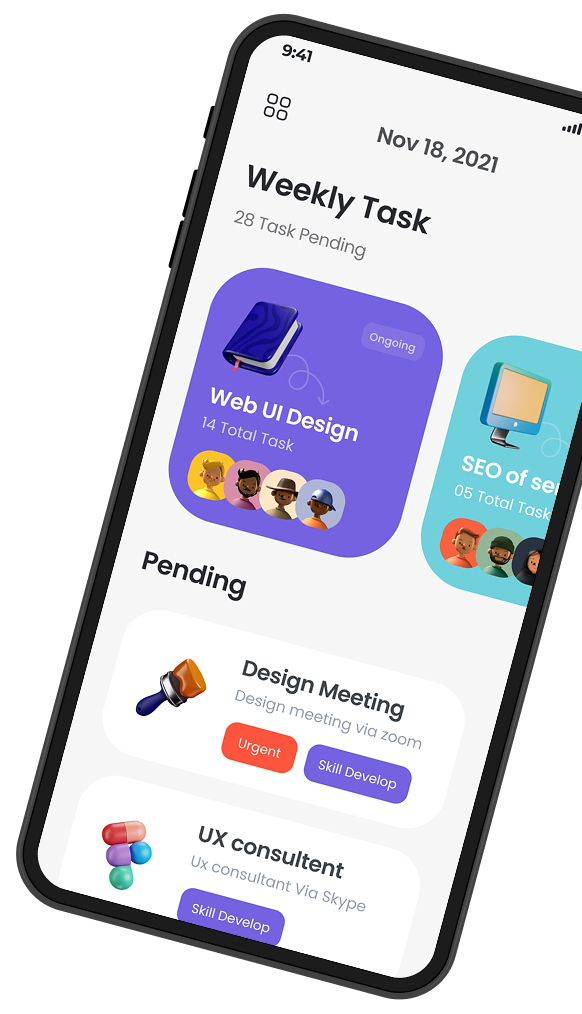 9:41
Nov 18, 2021
Weekly Task
28 Task Pending
Ongoing
Web UI Design
14 Total Task
SEO of
05 Total Task
Pending
Design Meeting
Design meeting via zoom
Urgent
Skill Develop
UX consultent
Ux consultant Via Skype
Skill Develop